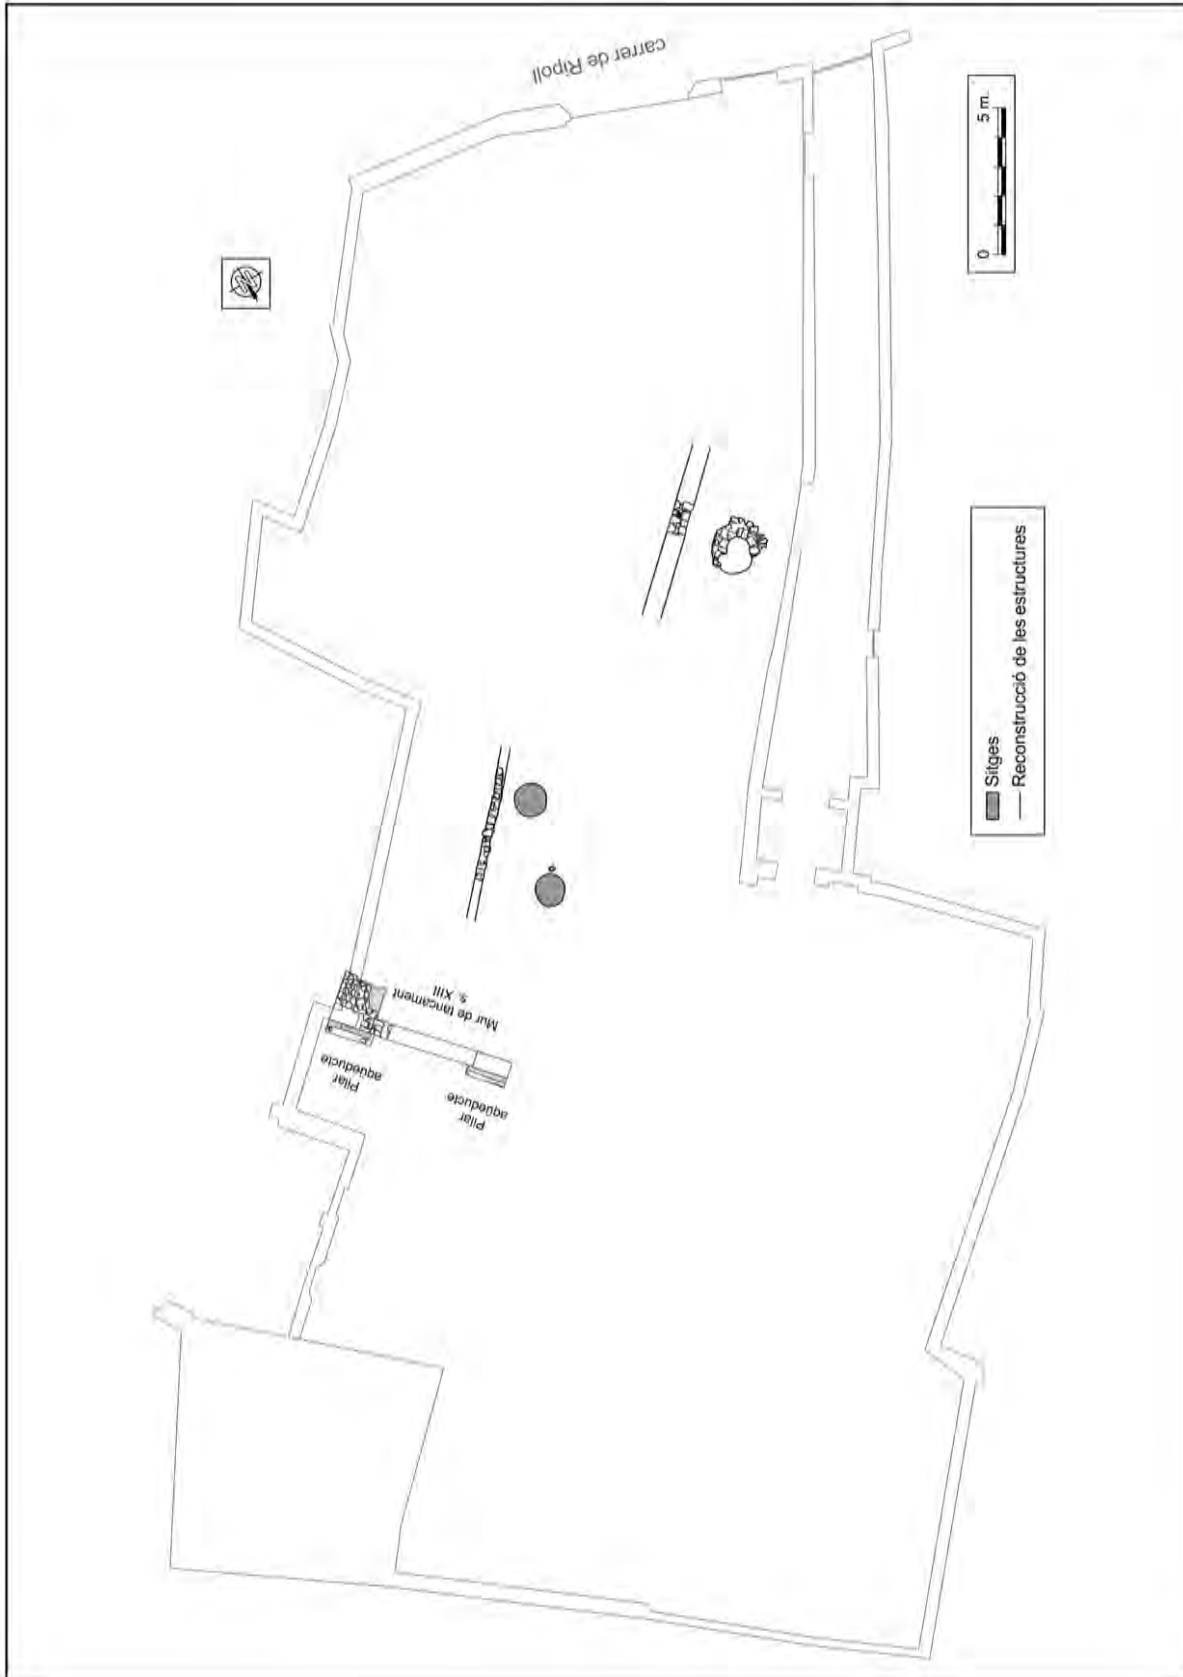 carrer de Ripoll
0 5 m.
Mur de tancament
s. XIII
Pilar
aqüeducte
Pilar
aqüeducte
Sitges
Reconstrucció de les estructures